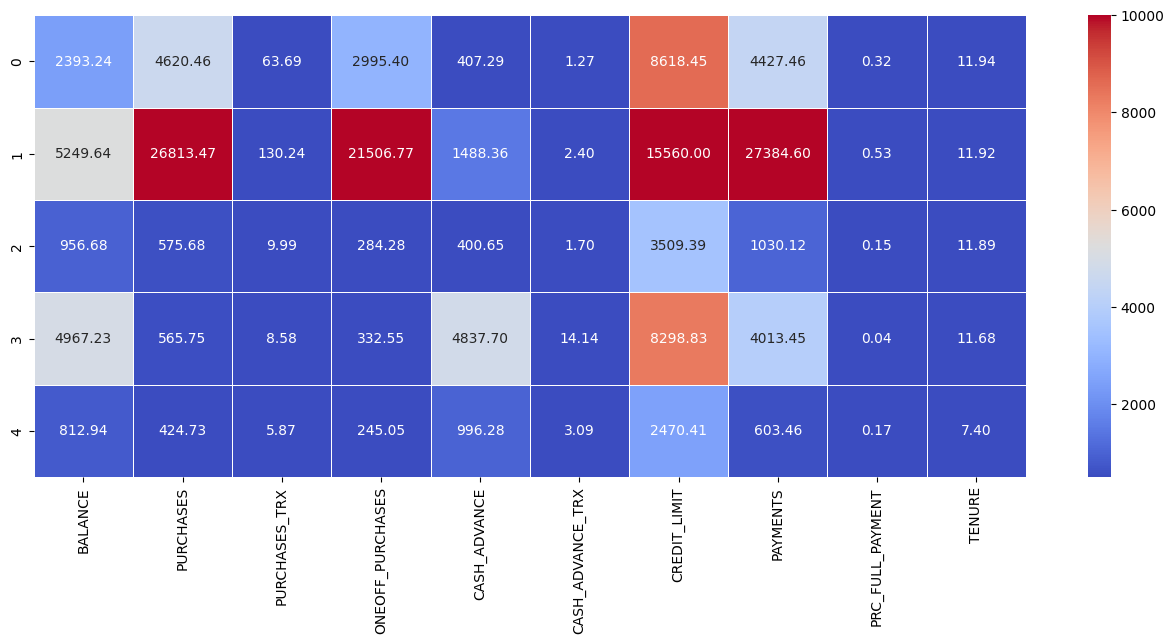 0 2393.24 4620.46 63.69 2995.40 407.29 1.27 8618.45 4427.46 0.32 11.94
1 5249.64 26813.47 130.24 21506.77 1488.36 2.40 15560.00 27384.60 0.53 11.92
2 956.68 575.68 9.99 284.28 400.65 1.70 3509.39 1030.12 0.15 11.89
3 4967.23 565.75 8.58 332.55 4837.70 14.14 8298.83 4013.45 0.04 11.68
4 812.94 424.73 5.87 245.05 996.28 3.09 2470.41 603.46 0.17 7.40
BALANCE
PURCHASES
PURCHASES_TRX
ONEOFF_PURCHASES
CASH_ADVANCE
CASH_ADVANCE_TRX
CREDIT_LIMIT
PAYMENTS
PRC_FULL_PAYMENT
TENURE
10000
8000
6000
4000
2000